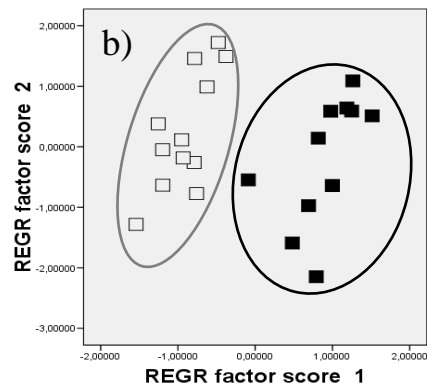 b)
REGR factor score 2
2,00000
1,00000
0,00000
-1,00000
-2,00000
-3,00000
-2,00000 -1,00000 0,00000 1,00000 2,00000
REGR factor score 1